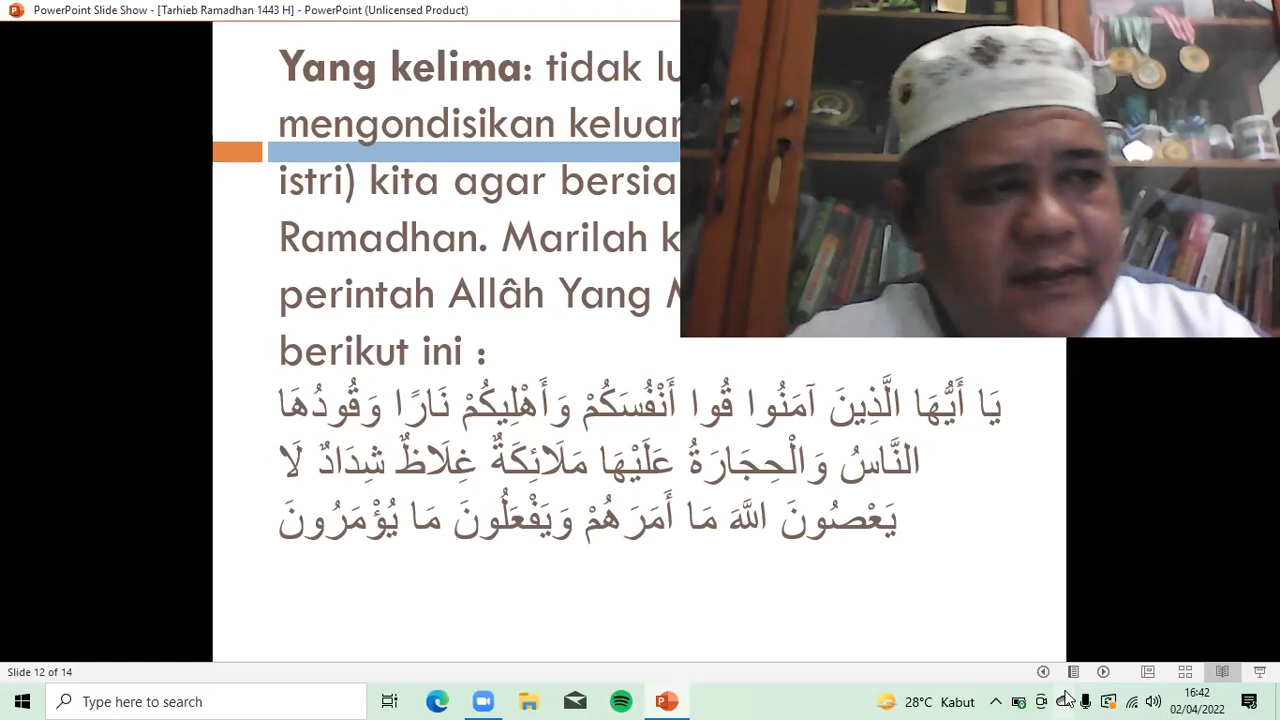 PowerPoint Slide Show - [Tarhieb Ramadhan 1443 H] - PowerPoint (Unlicensed Product)
Yang kelima: tidak
mengondisikan
istri) kita agar
Ramadhan. Marilah
perintah Allâh Yang
berikut ini :
يَا أَيُّهَا الَّذِينَ آمَنُوا قُوا أَنْفُسَكُمْ وَأَهْلِيكُمْ نَارًا وَقُودُهَا
النَّاسُ وَالْحِجَارَةُ عَلَيْهَا مَلَائِكَةٌ غِلَاظٌ شِدَادٌ لَا
يَعْصُونَ اللَّهَ مَا أَمَرَهُمْ وَيَفْعَلُونَ مَا يُؤْمَرُونَ
Slide 12 of 14
Type here to search
28°C Kabut
16:42
02/04/2022